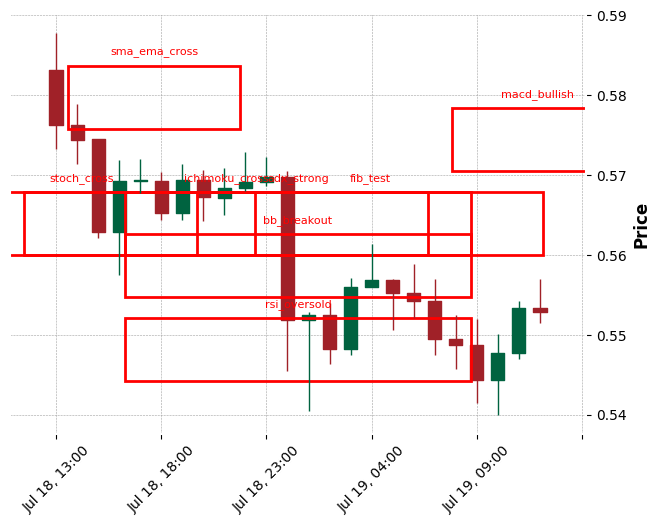 0.59
sma_ema_cross
macd_bullish
0.58
0.57
stoch_cross
ichimoku_cross
fib_test
bb_breakout
0.56
Price
rsi_oversold
0.55
0.54
Jul 18, 13:00
Jul 18, 18:00
Jul 18, 23:00
Jul 19, 04:00
Jul 19, 09:00